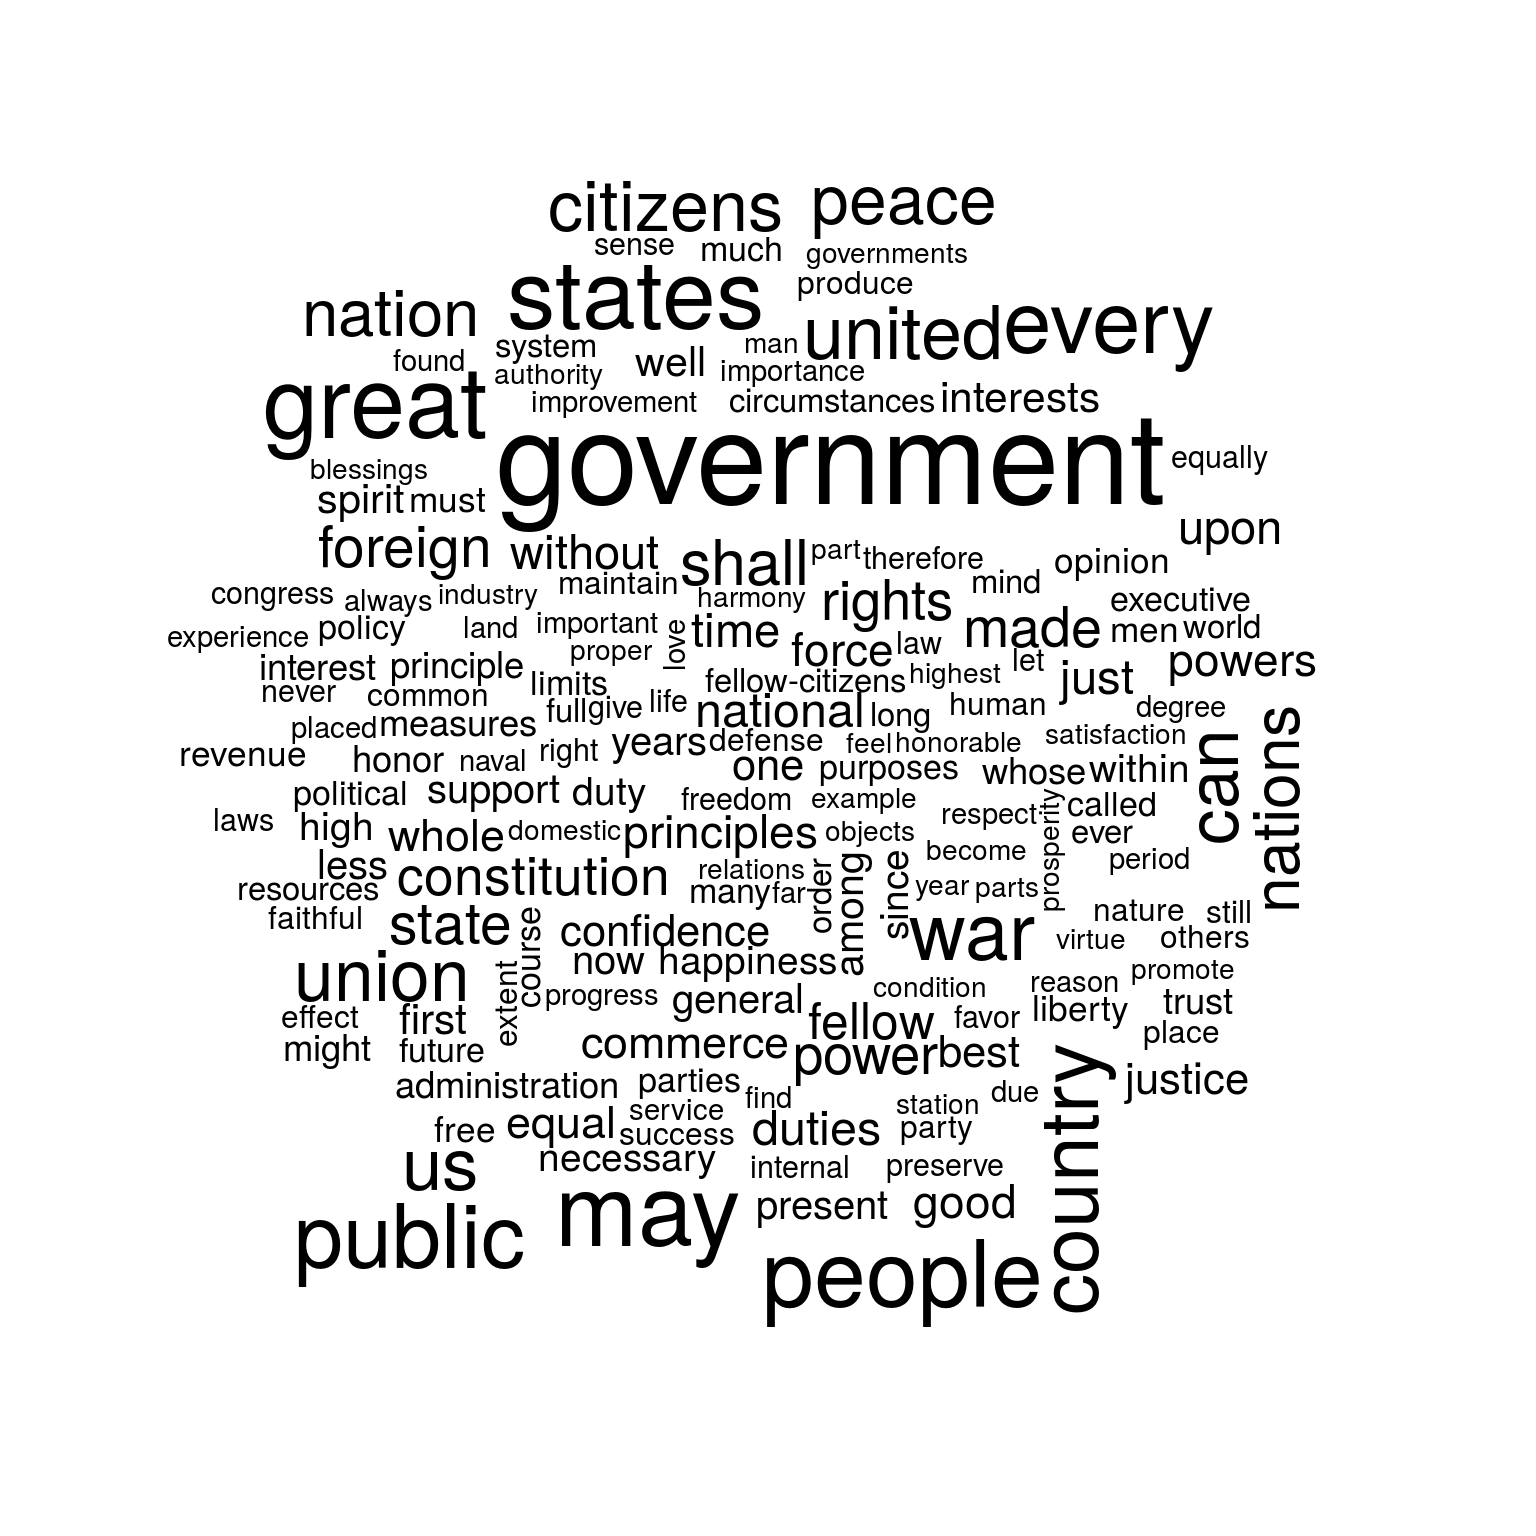 citizens peace
sense much governments
states produce
nation united every
system well man
found authority importance
great improvement circumstances interests
government equally
blessings
spirit must
upon
foreign without shall part therefore opinion
congress always industry maintain harmony rights mind executive
experience policy land important love time made men world
proper force law
interest principle limits fellow-citizens highest let just powers
never common full give life national long human degree
placed measures
revenue honor naval right years defense feel honorable satisfaction can nations
one purposes whose within
political support duty freedom example respect prosperity called
laws high whole domestic principles objects ever
less constitution relations become period
resources many far order among since year parts
faithful state course confidence war nature still
virtue others
union extent now happiness reason promote
progress general condition
effect first fellow favor liberty trust
might future commerce power best place
administration parties country justice
find due
service station
free equal success duties party
us necessary internal preserve
public may present good
people